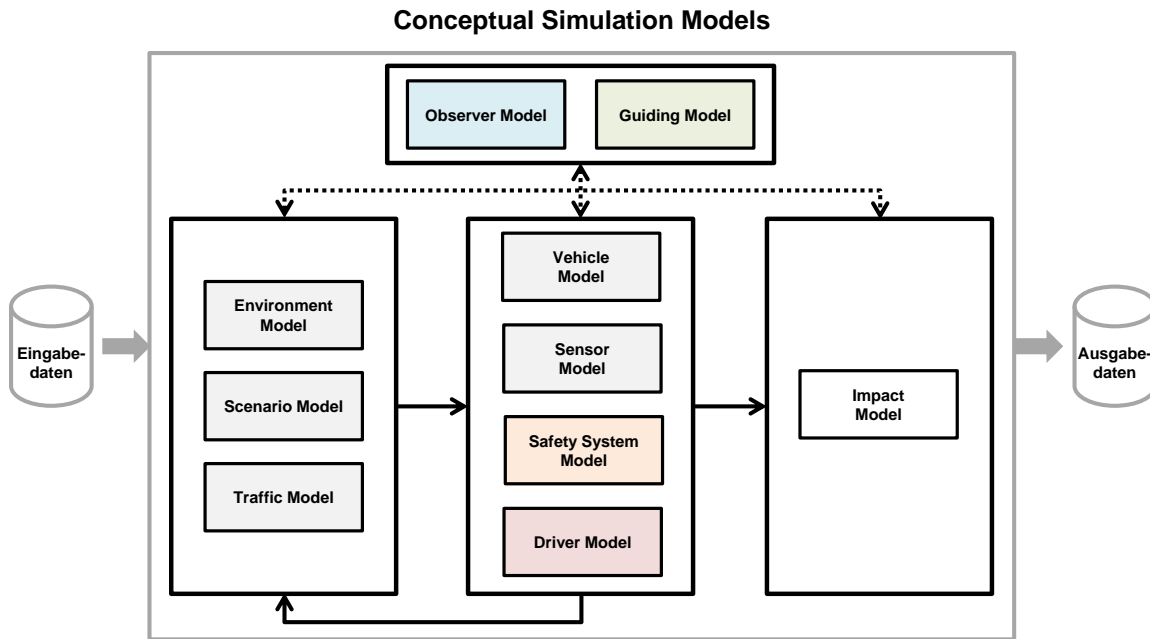 Conceptual Simulation Models
Observer Model
Guiding Model
Eingabe-
daten
Environment
Model
Scenario Model
Traffic Model
Vehicle
Model
Sensor
Model
Safety System
Model
Driver Model
Impact
Model
Ausgabe-
daten